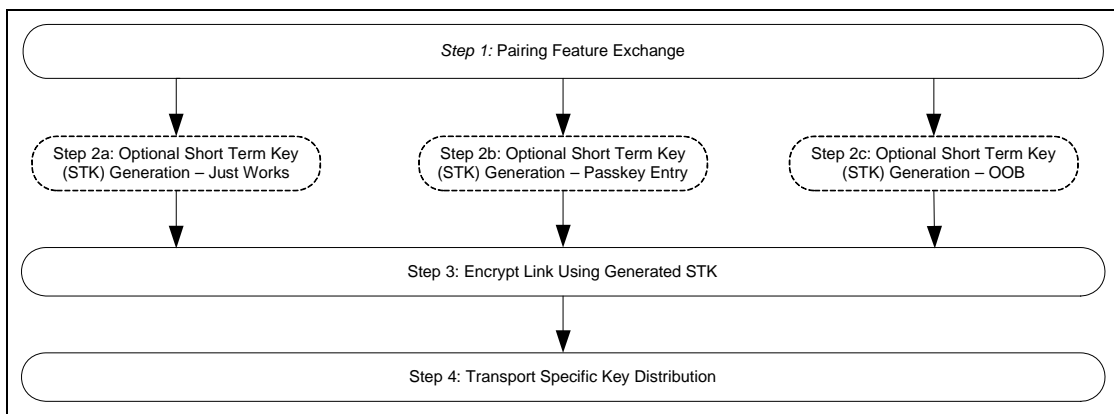 Step 1: Pairing Feature Exchange
Step 2a: Optional Short Term Key
(STK) Generation – Just Works
Step 2b: Optional Short Term Key
(STK) Generation – Passkey Entry
Step 2c: Optional Short Term Key
(STK) Generation – OOB
Step 3: Encrypt Link Using Generated STK
Step 4: Transport Specific Key Distribution